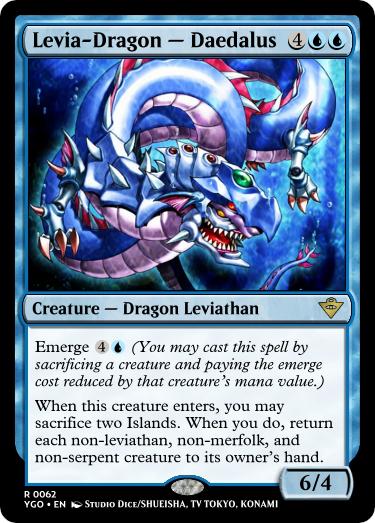 Levia-Dragon — Daedalus 4
Creature — Dragon Leviathan
Emerge 4 (You may cast this spell by
sacrificing a creature and paying the emerge
cost reduced by that creature's mana value.)
When this creature enters, you may
sacrifice two Islands. When you do, return
each non-leviathan, non-merfolk, and
non-serpent creature to its owner's hand.
6/4
R 0062
YGO • EN Studio Dice/SHUEISHA, TV TOKYO, KONAMI